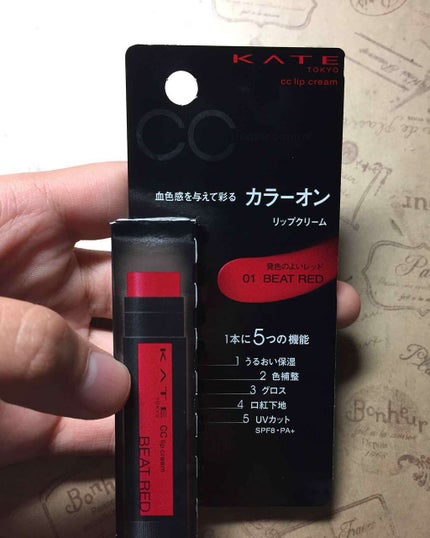 KATE
TOKYO
cc lip cream
CC
血色感を与えて彩る カラーオン
リップクリーム
発色のよいレッド
01 BEAT RED
1本に5つの機能
1 うるおい保湿
2 色補整
3 グロス
4 口紅下地
5 UVカット
SPF8・PA+
KATE
TOKYO
CC lip cream
BEAT RED
Bonheur
Bonheur
Paris